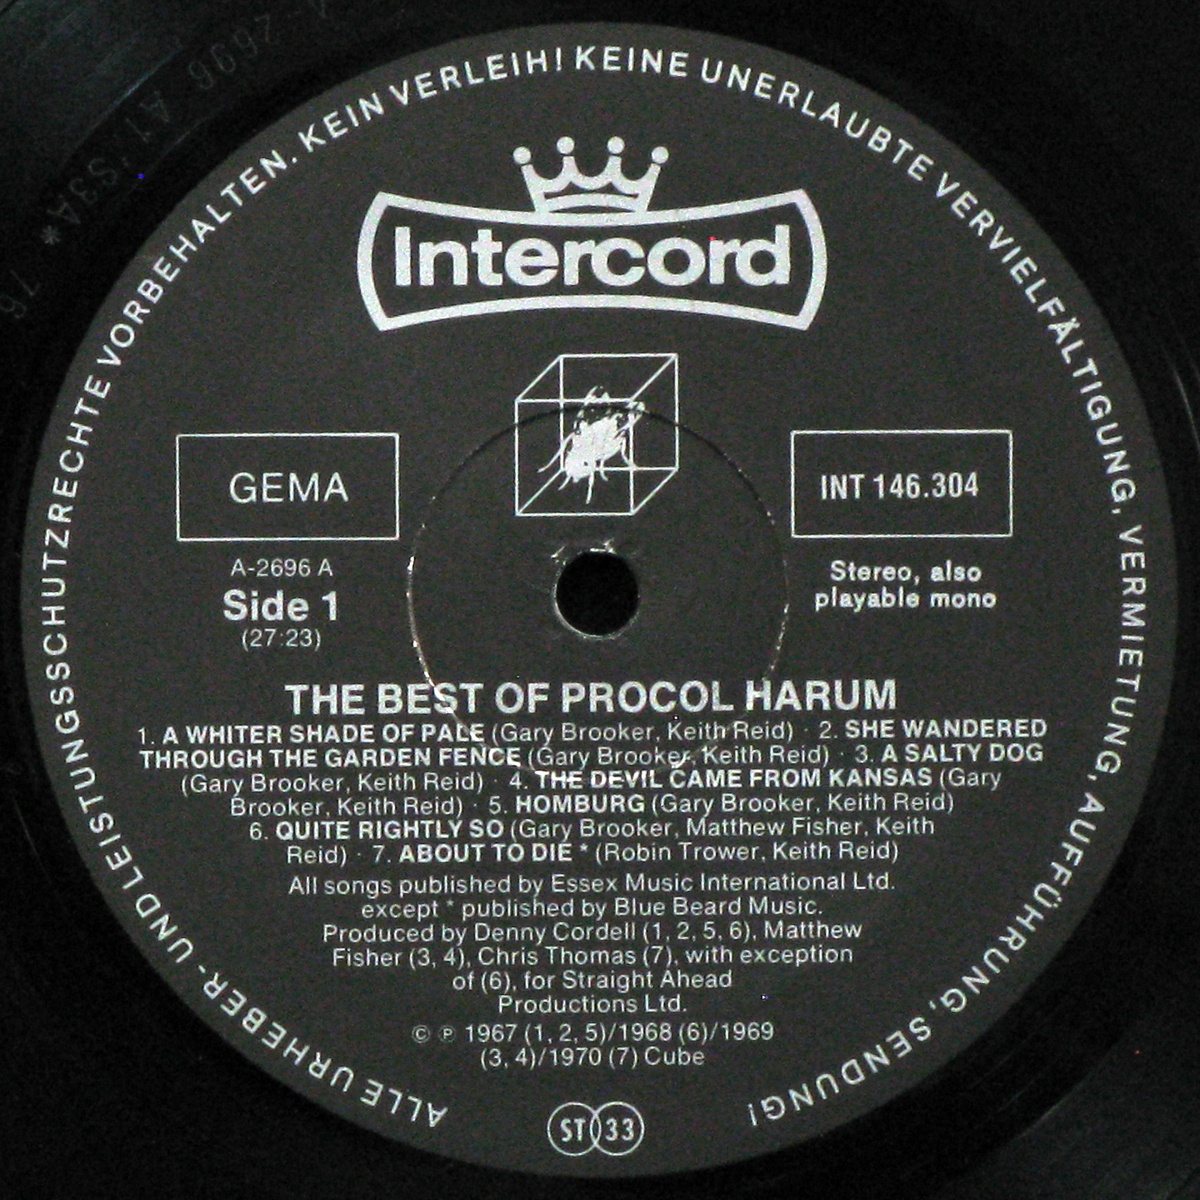 ALLE URHEBER- UND LEISTUNGSSCHUTZRECHTE VORBEHALTEN. KEIN VERLEIH! KEINE UNERLAUBTE VERVIELFÄLTIGUNG, VERMIETUNG, AUFFÜHRUNG, SENDUNG!
Intercord
GEMA
INT 146.304
A-2696 A
Side 1
(27:23)
Stereo, also
playable mono
THE BEST OF PROCOL HARUM
1. A WHITER SHADE OF PALE (Gary Brooker, Keith Reid) · 2. SHE WANDERED
THROUGH THE GARDEN FENCE (Gary Brooker, Keith Reid) · 3. A SALTY DOG
(Gary Brooker, Keith Reid) · 4. THE DEVIL CAME FROM KANSAS (Gary
Brooker, Keith Reid) · 5. HOMBURG (Gary Brooker, Keith Reid)
6. QUITE RIGHTLY SO (Gary Brooker, Matthew Fisher, Keith
Reid) · 7. ABOUT TO DIE * (Robin Trower, Keith Reid)
All songs published by Essex Music International Ltd.
except * published by Blue Beard Music.
Produced by Denny Cordell (1, 2, 5, 6), Matthew
Fisher (3, 4), Chris Thomas (7), with exception
of (6), for Straight Ahead
Productions Ltd.
© ℗ 1967 (1, 2, 5)/1968 (6)/1969
(3, 4)/1970 (7) Cube
ST 33